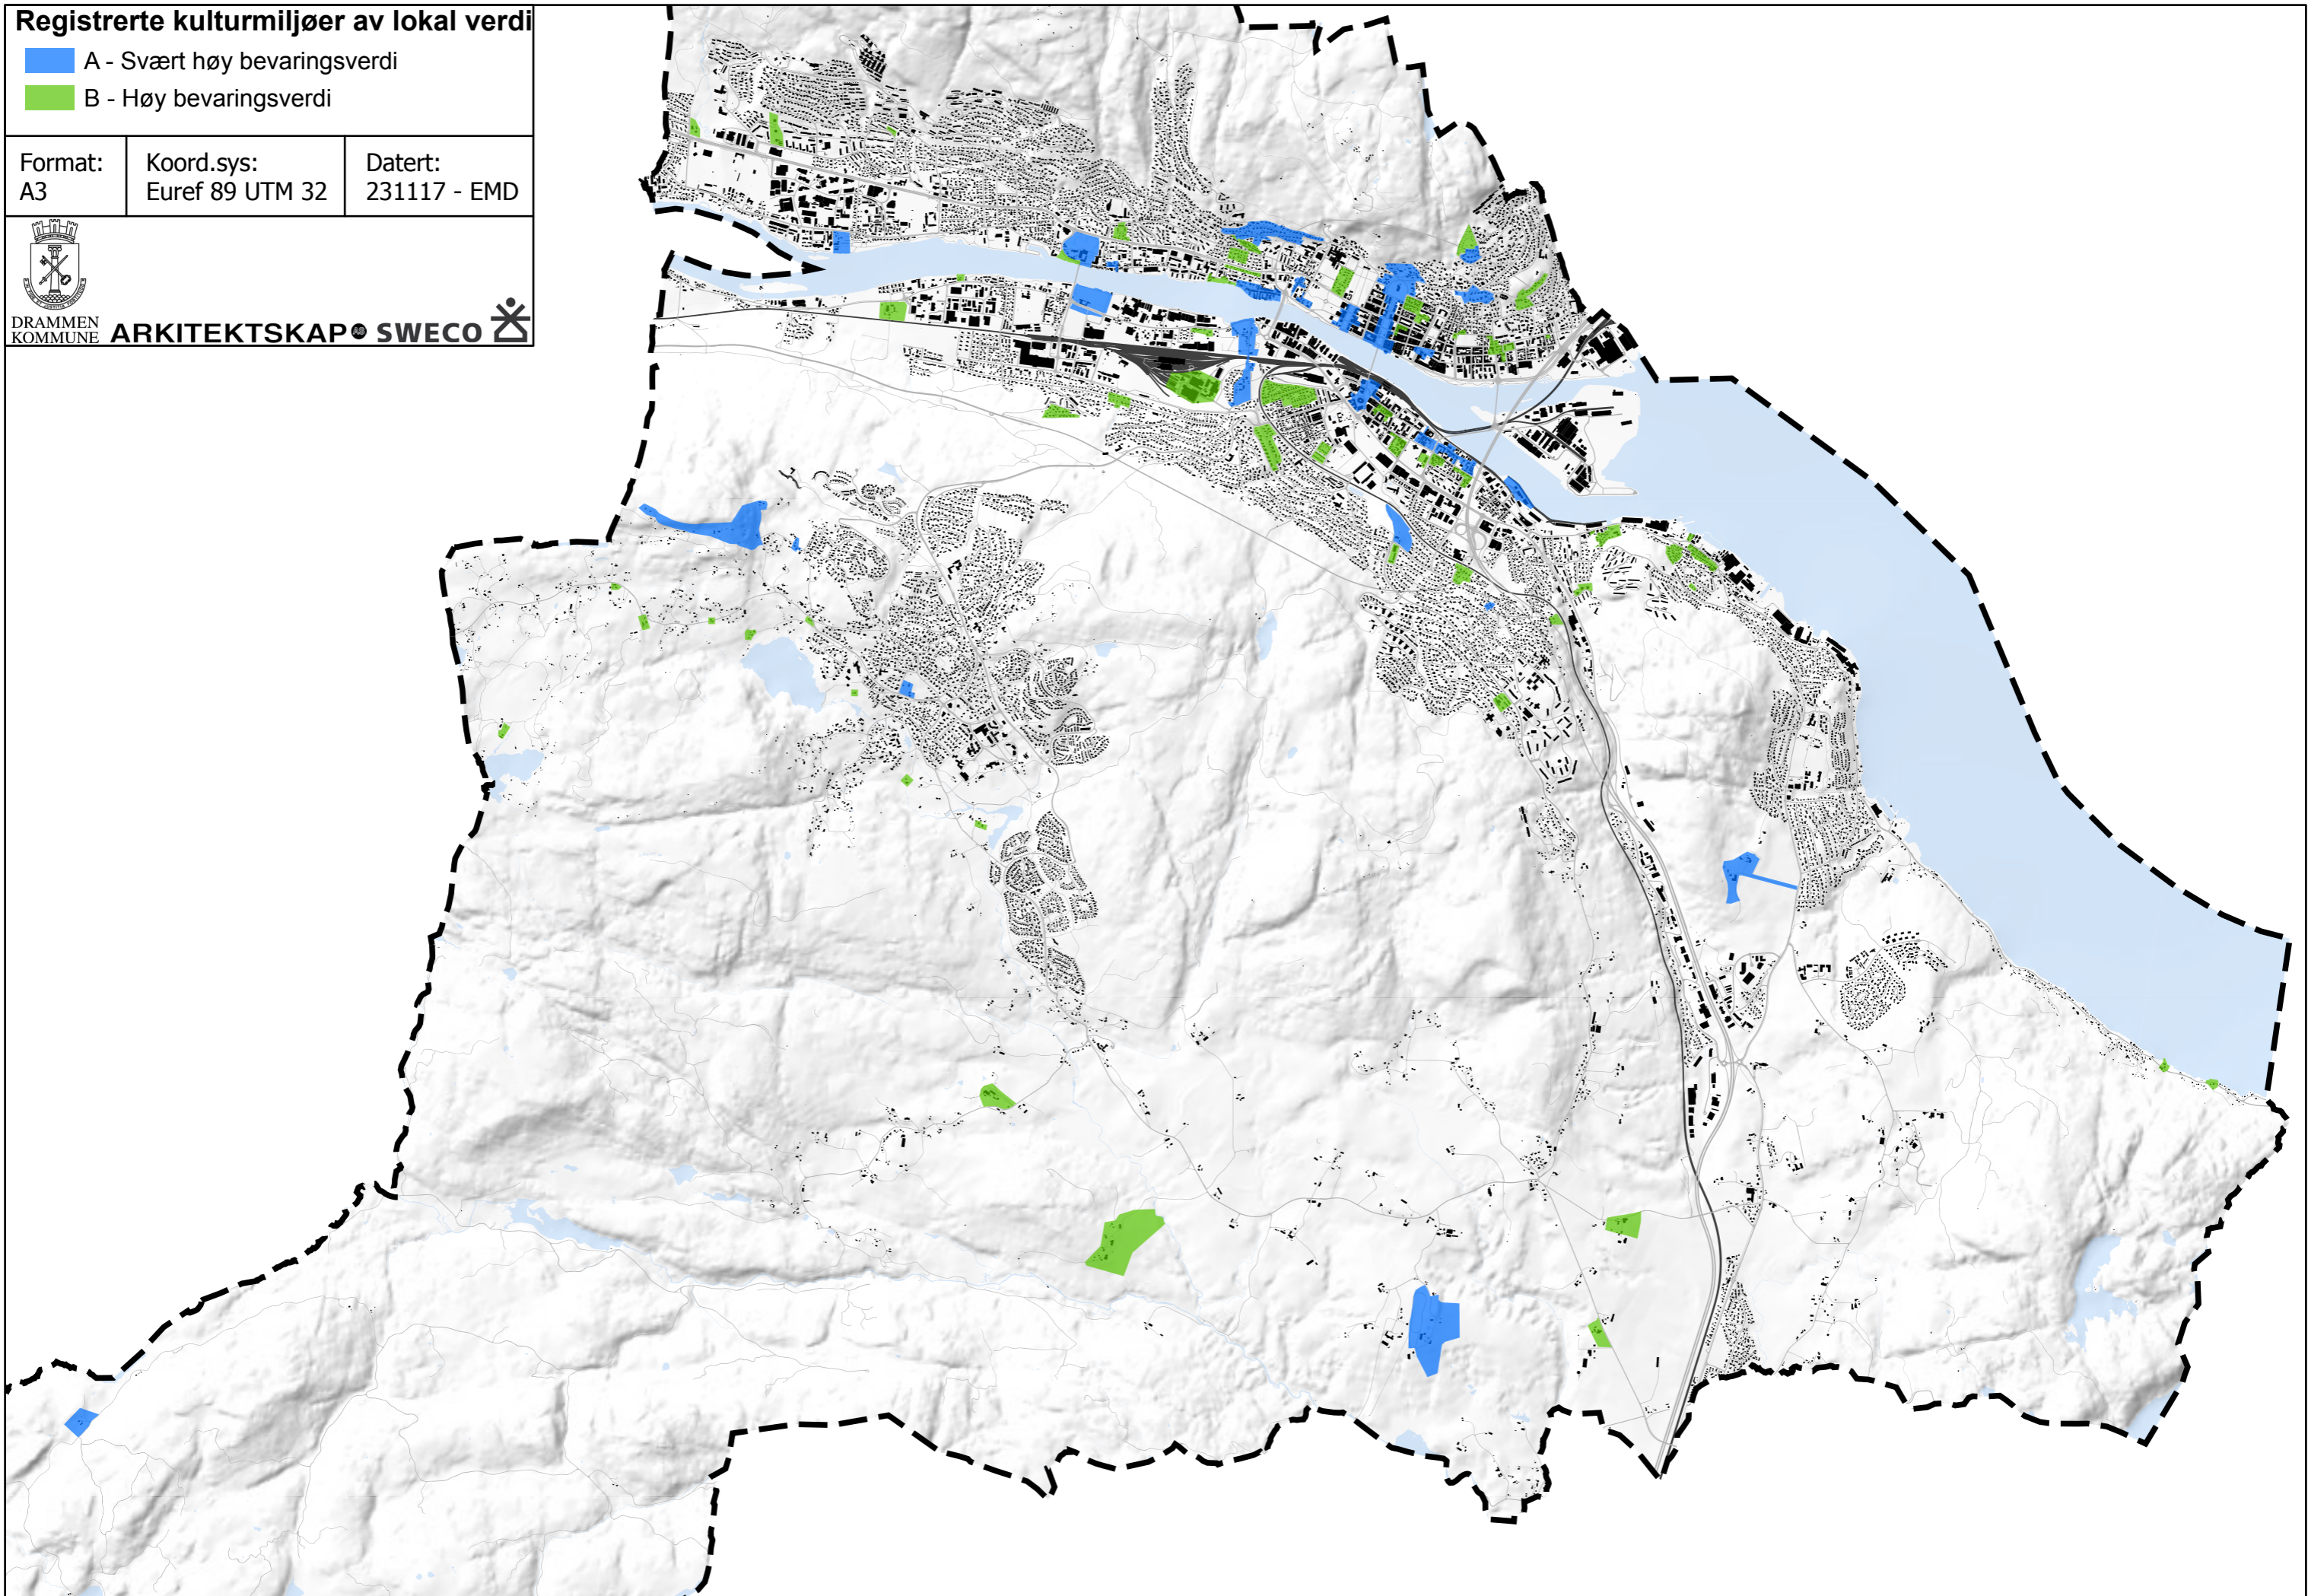 Registrerte kulturmiljøer av lokal verdi
A - Svært høy bevaringsverdi
B - Høy bevaringsverdi
Format:
A3
Koord.sys:
Euref 89 UTM 32
Datert:
231117 - EMD
DRAMMEN
KOMMUNE
ARKITEKTSKAP AS SWECO